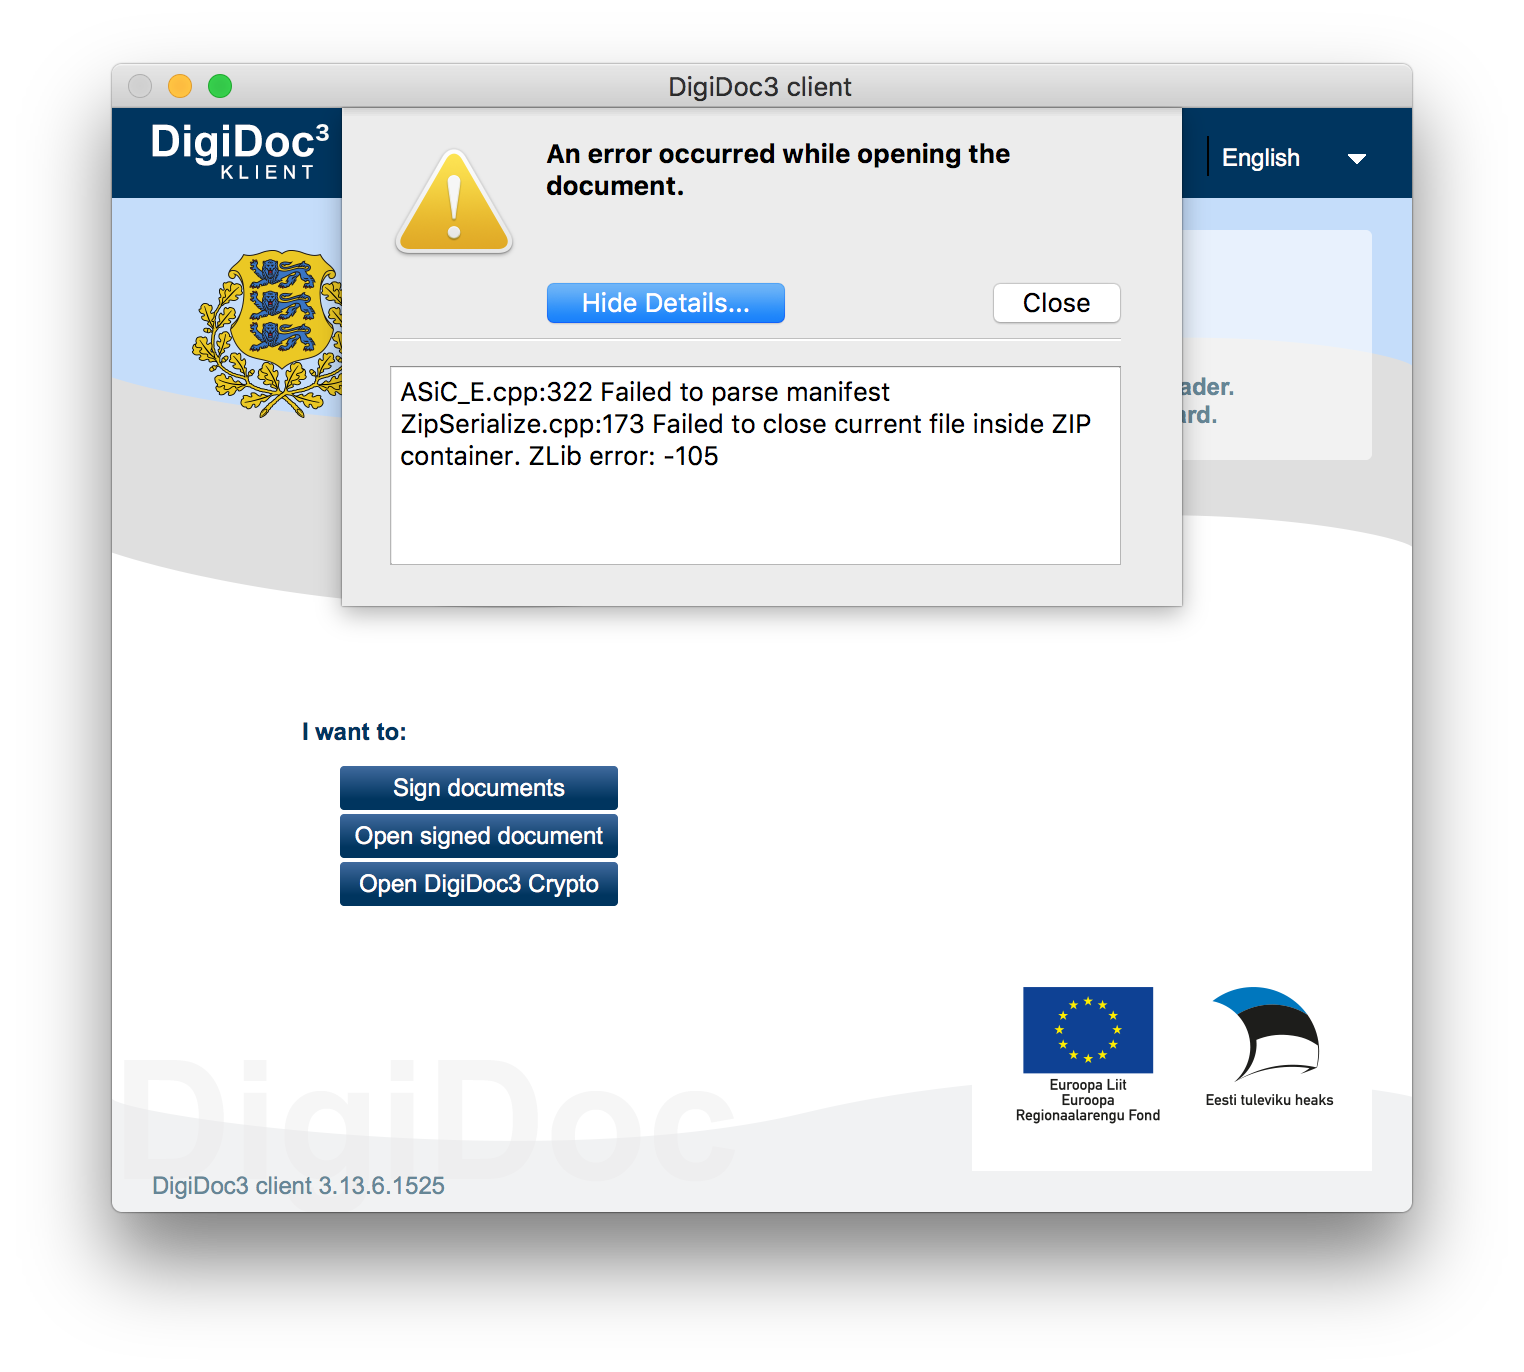 DigiDoc3 client
DigiDoc3
KLIENT
English
An error occurred while opening the
document.
Hide Details...
Close
ader.
ard.
ASiC_E.cpp:322 Failed to parse manifest
ZipSerialize.cpp:173 Failed to close current file inside ZIP
container. ZLib error: -105
I want to:
Sign documents
Open signed document
Open DigiDoc3 Crypto
Euroopa Liit
Euroopa
Regionaalarengu Fond
Eesti tuleviku heaks
DigiDoc
DigiDoc3 client 3.13.6.1525